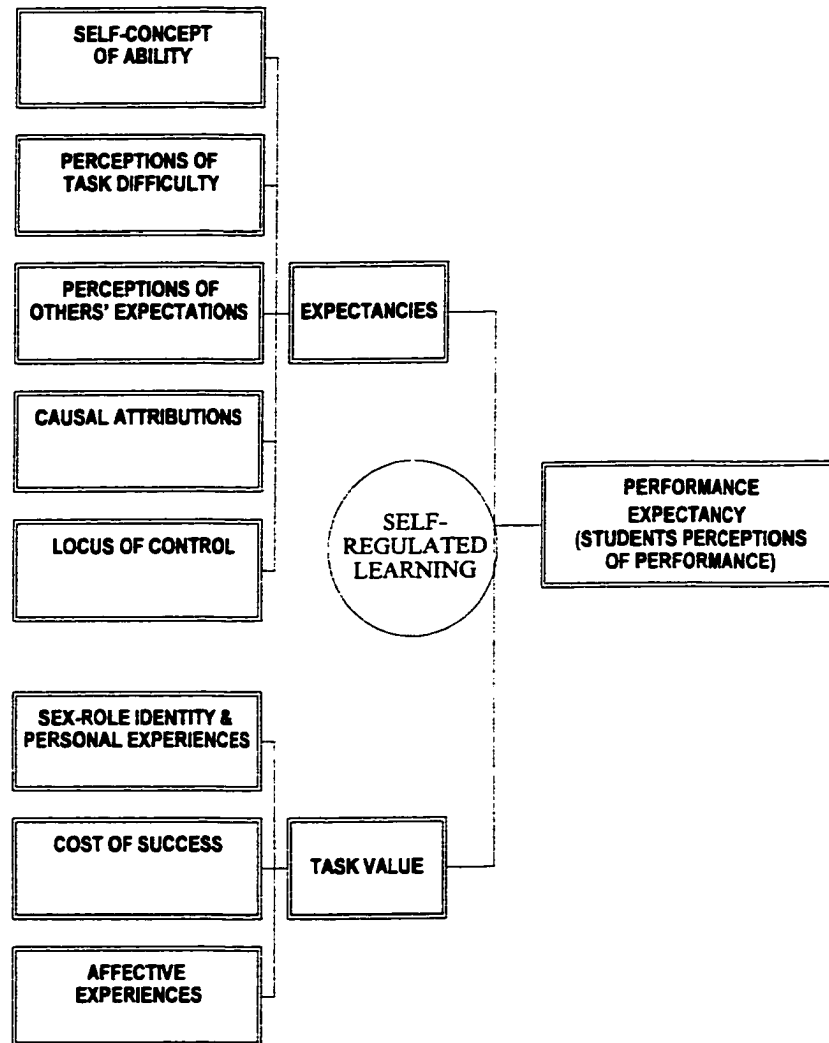 SELF-CONCEPT
OF ABILITY
PERCEPTIONS OF
TASK DIFFICULTY
PERCEPTIONS OF
OTHERS' EXPECTATIONS
EXPECTANCIES
CAUSAL ATTRIBUTIONS
LOCUS OF CONTROL
SELF-
REGULATED
LEARNING
PERFORMANCE
EXPECTANCY
(STUDENTS PERCEPTIONS
OF PERFORMANCE)
SEX-ROLE IDENTITY &
PERSONAL EXPERIENCES
COST OF SUCCESS
TASK VALUE
AFFECTIVE
EXPERIENCES